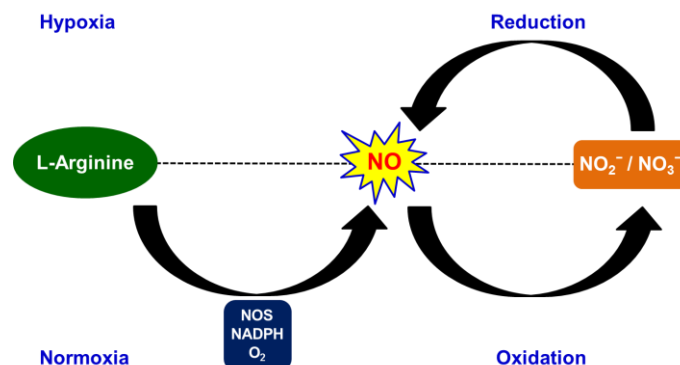 Hypoxia
Reduction
L-Arginine
NO
NO₂⁻ / NO₃⁻
NOS
NADPH
O₂
Normoxia
Oxidation